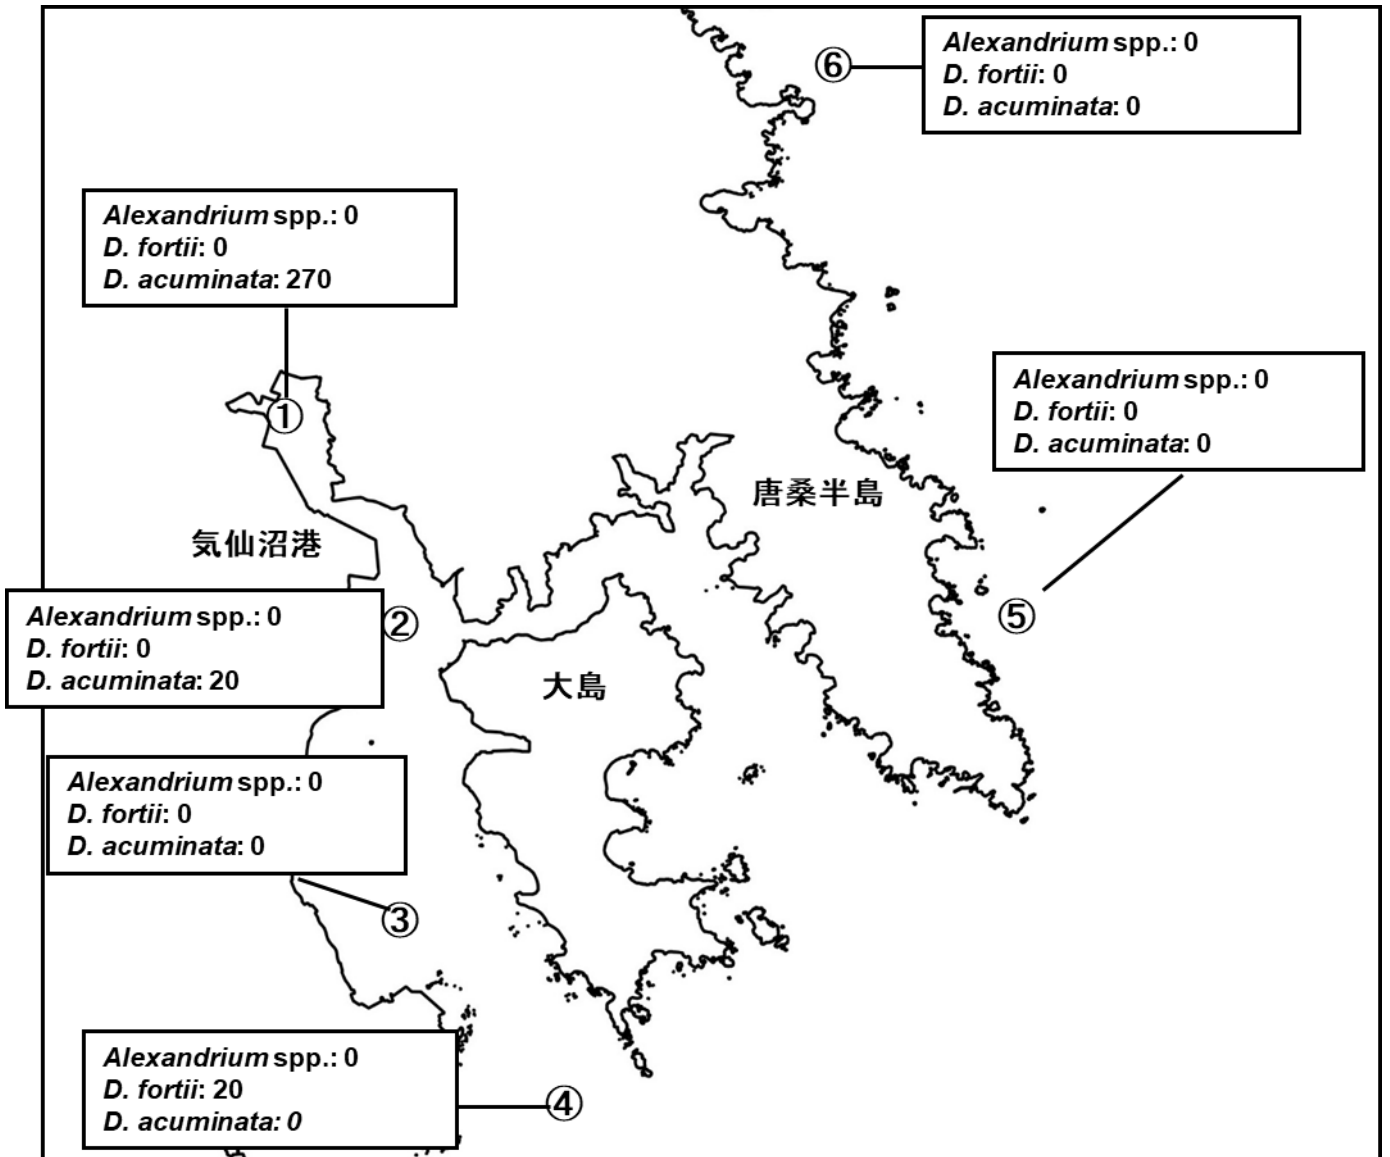 ⑥
Alexandrium spp.: 0
D. fortii: 0
D. acuminata: 0
Alexandrium spp.: 0
D. fortii: 0
D. acuminata: 270
①
Alexandrium spp.: 0
D. fortii: 0
D. acuminata: 0
唐桑半島
気仙沼港
Alexandrium spp.: 0
D. fortii: 0
D. acuminata: 20
②
⑤
大島
Alexandrium spp.: 0
D. fortii: 0
D. acuminata: 0
③
Alexandrium spp.: 0
D. fortii: 20
D. acuminata: 0
④